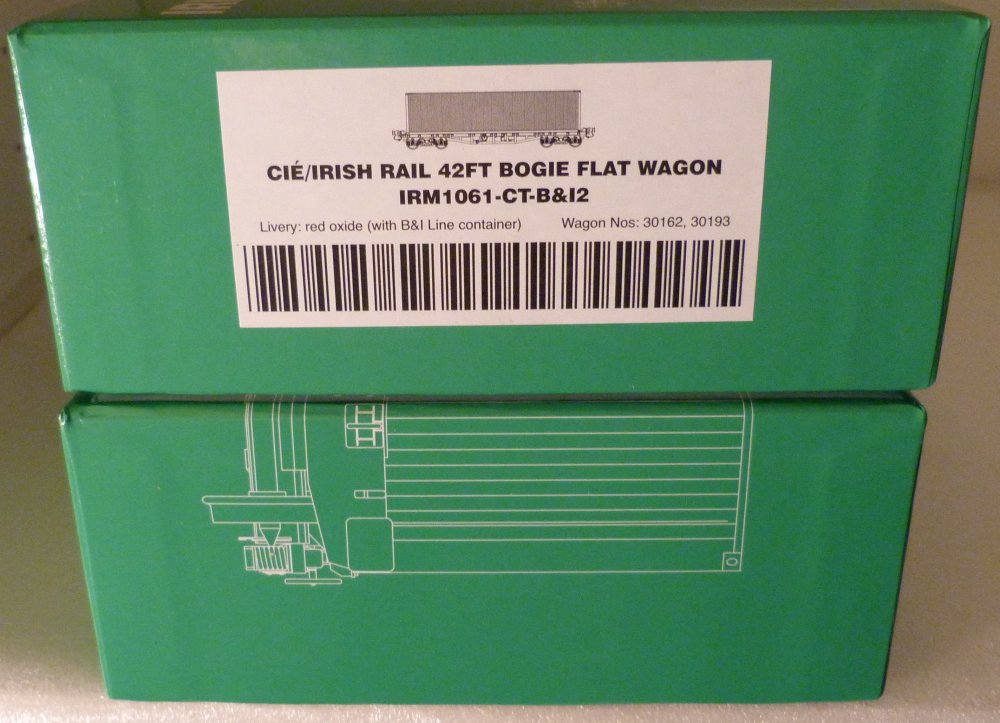 CIÉ/IRISH RAIL 42FT BOGIE FLAT WAGON
IRM1061-CT-B&I2
Livery: red oxide (with B&I Line container) Wagon Nos: 30162, 30193